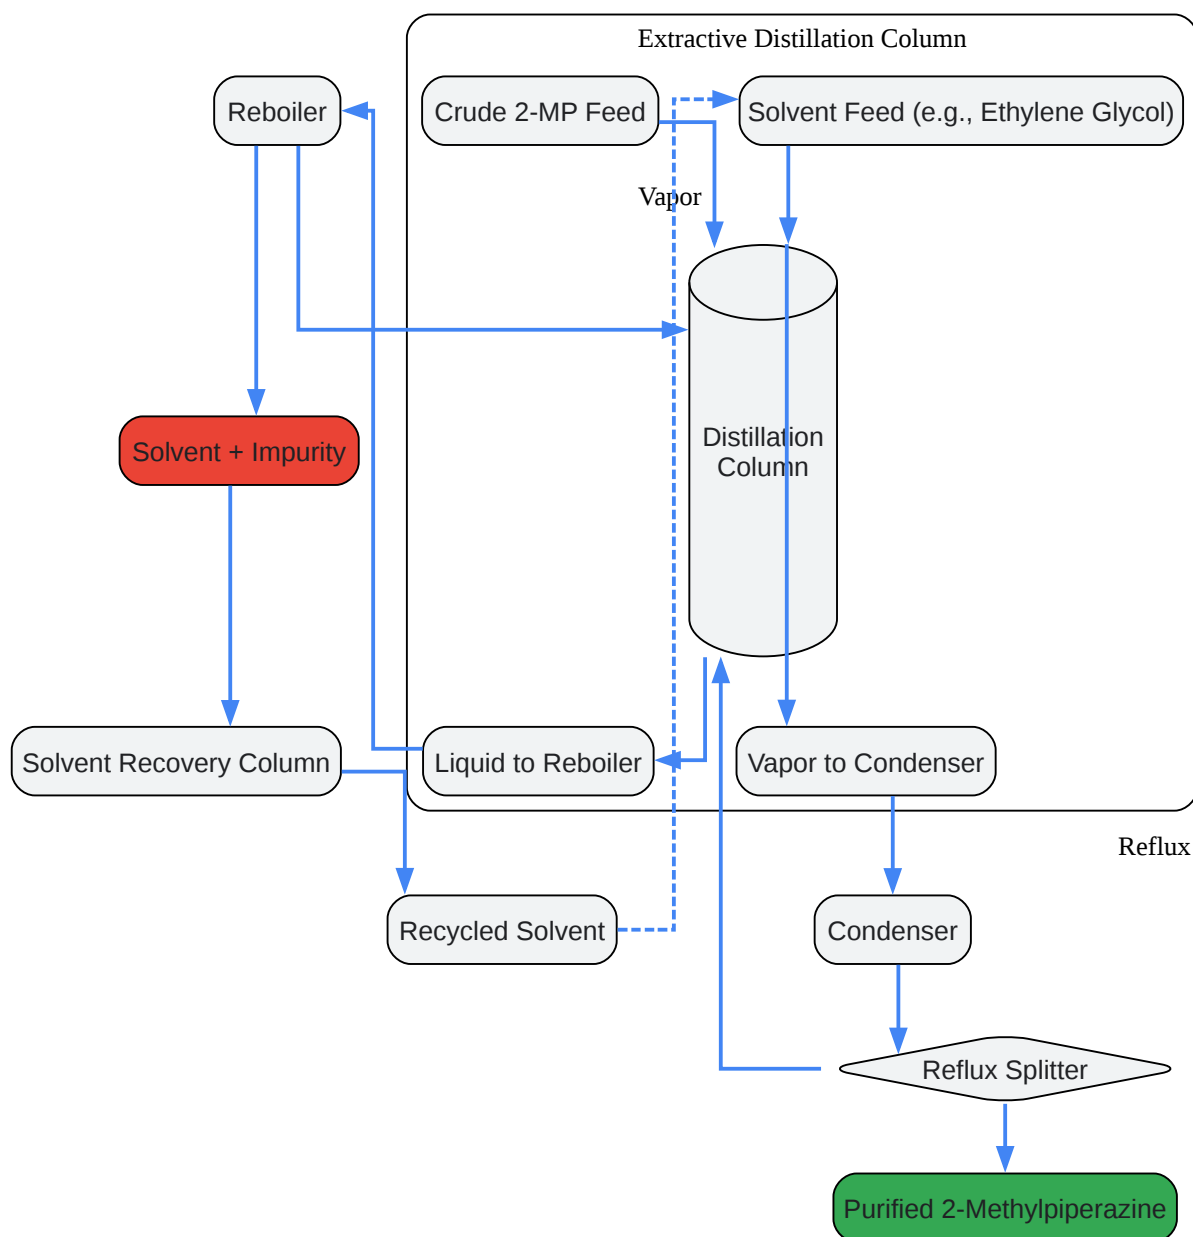 Extractive Distillation Column
Reboiler
Crude 2-MP Feed
Solvent Feed (e.g., Ethylene Glycol)
Vapor
Distillation
Column
Solvent + Impurity
Solvent Recovery Column
Liquid to Reboiler
Vapor to Condenser
Reflux
Recycled Solvent
Condenser
Reflux Splitter
Purified 2-Methylpiperazine